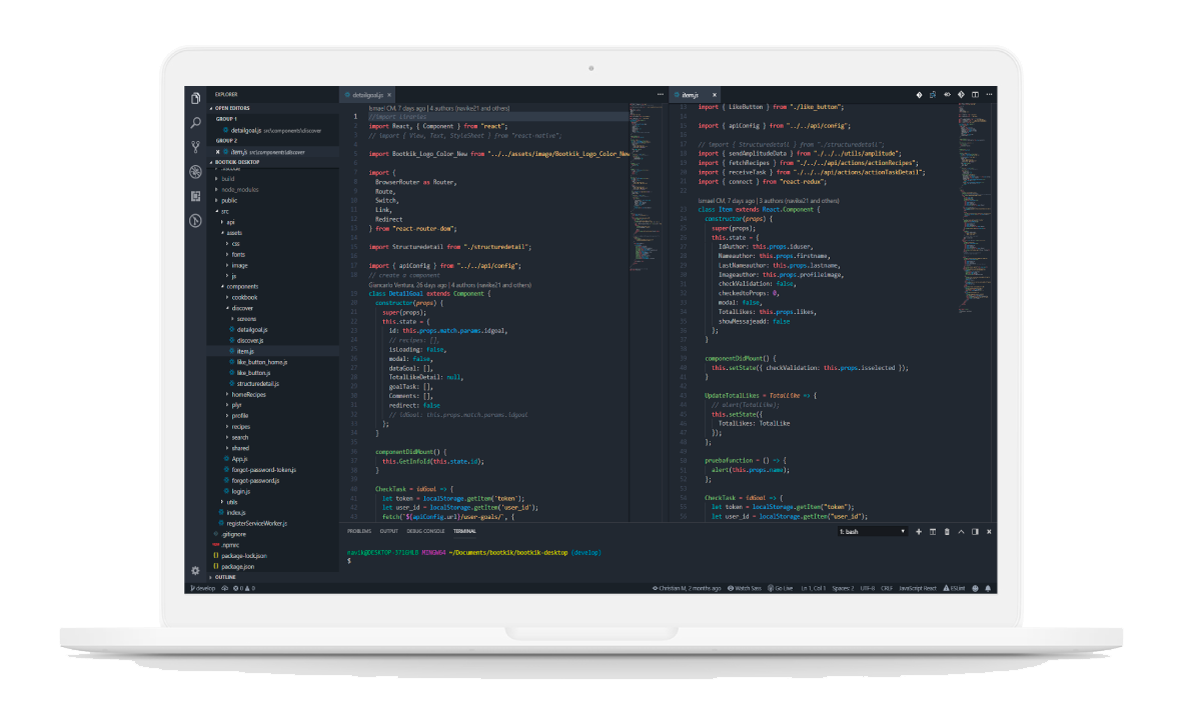 EXPLORER
OPEN EDITORS
GROUP 1
detailgoal.js src\components\discover
GROUP 2
item.js src\components\discover
BOOTKIK DESKTOP
build
node_modules
public
src
api
assets
css
fonts
image
js
components
cookbook
discover
screens
detailgoal.js
discover.js
item.js
like_button_home.js
like_button.js
structuredetail.js
homeRecipes
plyr
profile
recipes
search
shared
App.js
forgot-password-token.js
forgot-password.js
login.js
utils
index.js
registerServiceWorker.js
.gitignore
.npmrc
package-lock.json
package.json
OUTLINE
detailgoal.js
Ismael CM, 7 days ago | 4 authors (navike21 and others)
1 //import libraries
2 import React, { Component } from "react";
3 // import { View, Text, StyleSheet } from "react-native";
4
5 import Bootkik_Logo_Color_New from "../../assets/image/Bootkik_Logo_Color_New
6
7 import {
8 BrowserRouter as Router,
9 Route,
10 Switch,
11 Link,
12 Redirect
13 } from "react-router-dom";
14
15 import Structuredetail from "./structuredetail";
16
17 import { apiConfig } from "../../api/config";
18 // create a component
Giancarlo Ventura, 26 days ago | 4 authors (navike21 and others)
19 class DetailGoal extends Component {
20 constructor(props) {
21 super(props);
22 this.state = {
23 id: this.props.match.params.idgoal,
24 // recipes: [],
25 isLoading: false,
26 modal: false,
27 dataGoal: [],
28 TotalLikeDetail: null,
29 goalTask: [],
30 Comments: [],
31 redirect: false
32 // idGoal: this.props.match.params.idgoal
33 };
34 }
35
36 componentDidMount() {
37 this.GetInfoId(this.state.id);
38 }
39
40 CheckTask = idGoal => {
41 let token = localStorage.getItem("token");
42 let user_id = localStorage.getItem("user_id");
43 fetch(`${apiConfig.url}/user-goals/`, {
item.js
11 import { LikeButton } from "./like_button";
12
13 import { apiConfig } from "../../api/config";
14
15 // import { Structuredetail } from "./structuredetail";
16 import { sendAmplitudeData } from "./../../utils/amplitude";
17 import { fetchRecipes } from "./../../api/actions/actionRecipes";
18 import { receiveTask } from "./../../api/actions/actionTaskDetail";
21 import { connect } from "react-redux";
22
Ismael CM, 7 days ago | 3 authors (navike21 and others)
23 class Item extends React.Component {
24 constructor(props) {
25 super(props);
26 this.state = {
27 IdAuthor: this.props.iduser,
28 Nameauthor: this.props.firstname,
29 LastNameauthor: this.props.lastname,
30 Imageauthor: this.props.profileimage,
31 checkValidation: false,
32 checkedtoProps: 0,
33 modal: false,
34 TotalLikes: this.props.likes,
35 showMessajeadd: false
36 };
37 }
38
39 componentDidMount() {
40 this.setState({ checkValidation: this.props.isselected });
41 }
42
43 UpdateTotalLikes = TotalLike => {
44 // alert(TotalLike);
45 this.setState({
46 TotalLikes: TotalLike
47 });
48 };
49
50 pruebafunction = () => {
51 alert(this.props.name);
52 };
53
54 CheckTask = idGoal => {
55 let token = localStorage.getItem("token");
56 let user_id = localStorage.getItem("user_id");
PROBLEMS OUTPUT DEBUG CONSOLE TERMINAL
1: bash
MINGW64 ~/Documents/bootkik/bootkik-desktop (develop)
$
develop 0 0
Christian M, 2 months ago Watch Sass Go Live Ln 1, Col 1 Spaces: 2 UTF-8 CRLF JavaScript React ESLint